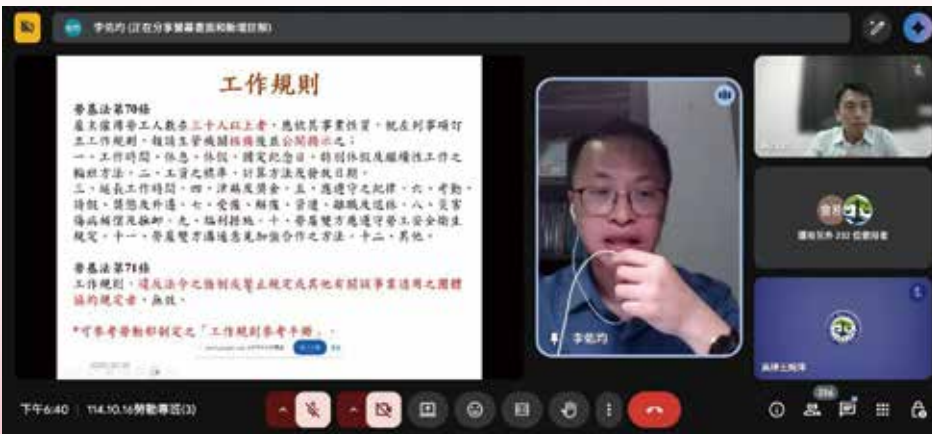 李佑均 (正在分享螢幕畫面和新增註解)
工作規則
勞基法第70條
雇主僱用勞工人數在三十人以上者，應依其事業性質，就左列事項訂
立工作規則，報請主管機關核備後並公開揭示之：
一、工作時間、休息、休假、國定紀念日、特別休假及繼續性工作之
輪班方法。二、工資之標準、計算方法及發放日期。
三、延長工作時間。四、津貼及獎金。五、應遵守之紀律。六、考勤、
請假、獎懲及升遷。七、受僱、解僱、資遣、離職及退休。八、災害
傷病補償及撫卹。九、福利措施。十、勞雇雙方應遵守勞工安全衛生
規定。十一、勞雇雙方溝通意見加強合作之方法。十二、其他。
勞基法第71條
工作規則，違反法令之強制或禁止規定或其他有關該事業適用之團體
協約規定者，無效。
*可參考勞動部制定之「工作規則參考手冊」。
李佑均
還有另外 202 位使用者
下午6:40
114.10.16勞動專班(3)